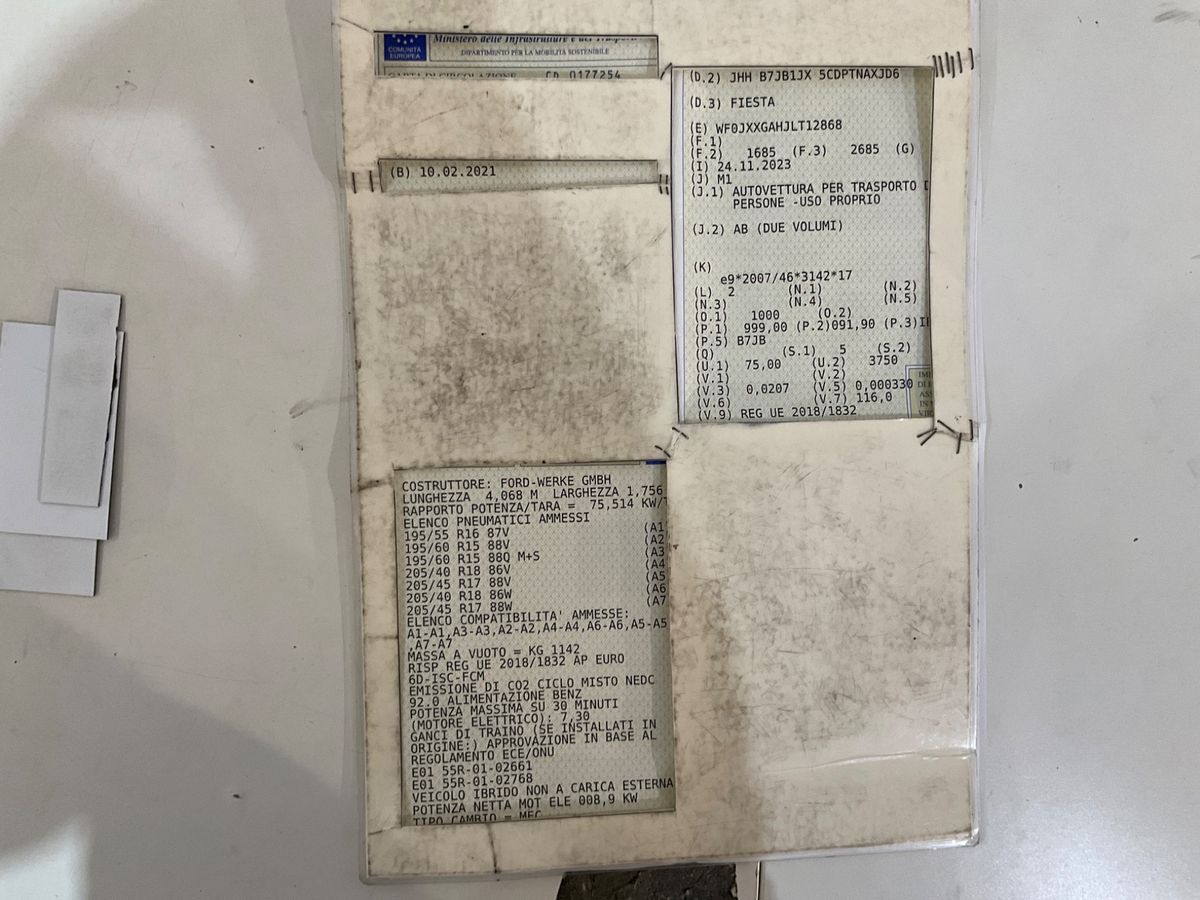 COMUNITÀ
EUROPEA
Ministero delle Infrastrutture e dei Trasporti
DIPARTIMENTO PER LA MOBILITÀ SOSTENIBILE
CARTA DI CIRCOLAZIONE CD 0177254
(B) 10.02.2021
(D.2) JHH B7JB1JX 5CDPTNAXJD6
(D.3) FIESTA
(E) WF0JXXGAHJLT12868
(F.1)
(F.2) 1685 (F.3) 2685 (G)
(I) 24.11.2023
(J) M1
(J.1) AUTOVETTURA PER TRASPORTO D
PERSONE -USO PROPRIO
(J.2) AB (DUE VOLUMI)
(K)
e9*2007/46*3142*17
(L) 2 (N.1) (N.2)
(N.3) (N.4) (N.5)
(O.1) 1000 (O.2)
(P.1) 999,00 (P.2)091,90 (P.3)I
(P.5) B7JB
(Q) (S.1) 5 (S.2)
(U.1) 75,00 (U.2) 3750
(V.1) (V.2)
(V.3) 0,0207 (V.5) 0,000330
(V.6) (V.7) 116,0
(V.9) REG UE 2018/1832
COSTRUTTORE: FORD-WERKE GMBH
LUNGHEZZA 4,068 M LARGHEZZA 1,756
RAPPORTO POTENZA/TARA = 75,514 KW/T
ELENCO PNEUMATICI AMMESSI
195/55 R16 87V (A1
195/60 R15 88V (A2
195/60 R15 88Q M+S (A3
205/40 R18 86V (A4
205/45 R17 88V (A5
205/40 R18 86W (A6
205/45 R17 88W (A7
ELENCO COMPATIBILITA' AMMESSE:
A1-A1,A3-A3,A2-A2,A4-A4,A6-A6,A5-A5
,A7-A7
MASSA A VUOTO = KG 1142
RISP REG UE 2018/1832 AP EURO
6D-ISC-FCM
EMISSIONE DI CO2 CICLO MISTO NEDC
92.0 ALIMENTAZIONE BENZ
POTENZA MASSIMA SU 30 MINUTI
(MOTORE ELETTRICO): 7,30
GANCI DI TRAINO (SE INSTALLATI IN
ORIGINE:) APPROVAZIONE IN BASE AL
REGOLAMENTO ECE/ONU
E01 55R-01-02661
E01 55R-01-02768
VEICOLO IBRIDO NON A CARICA ESTERNA
POTENZA NETTA MOT ELE 008,9 KW
TIPO CAMBIO = MEC